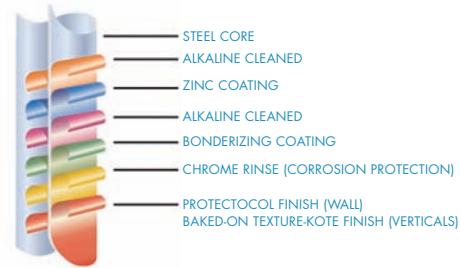 STEEL CORE
ALKALINE CLEANED
ZINC COATING
ALKALINE CLEANED
BONDERIZING COATING
CHROME RINSE (CORROSION PROTECTION)
PROTECTOCOL FINISH (WALL)
BAKED-ON TEXTURE-KOTE FINISH (VERTICALS)